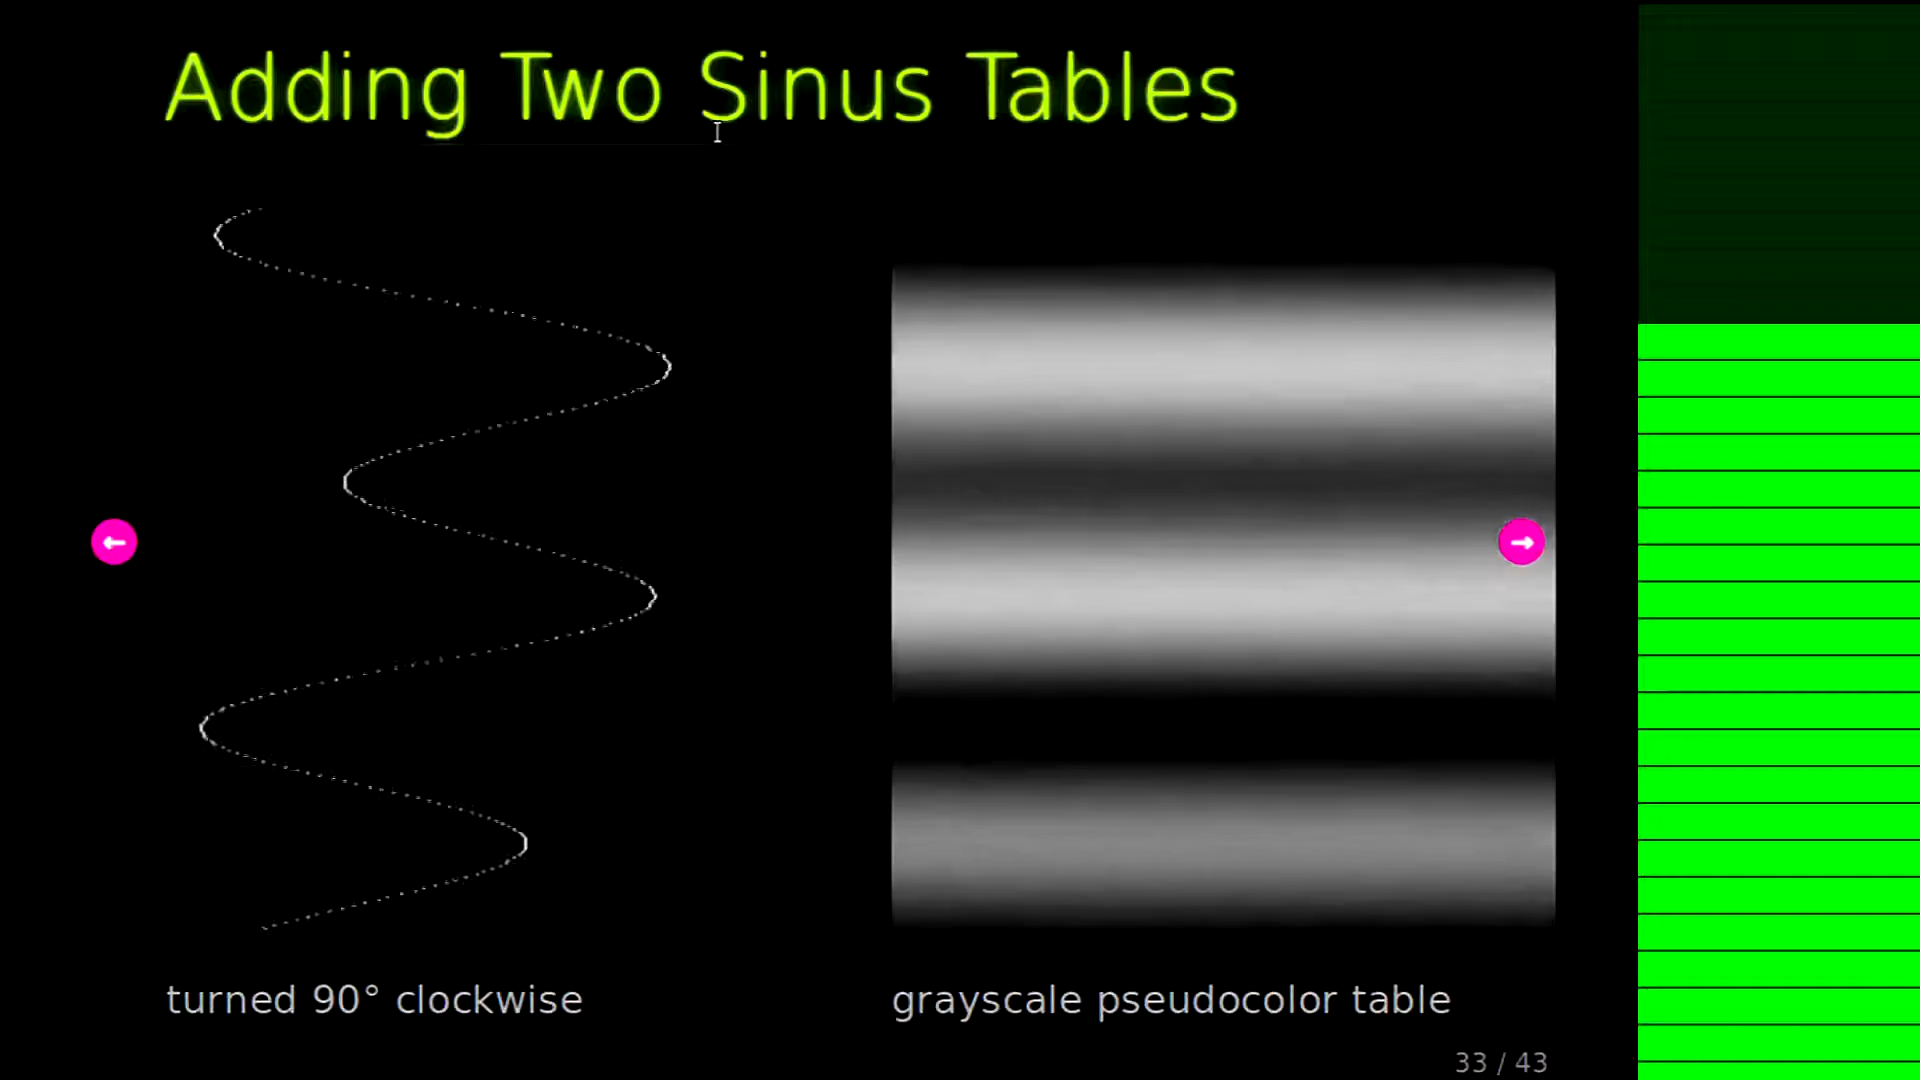 Adding Two Sinus Tables
turned 90° clockwise
grayscale pseudocolor table
33 / 43